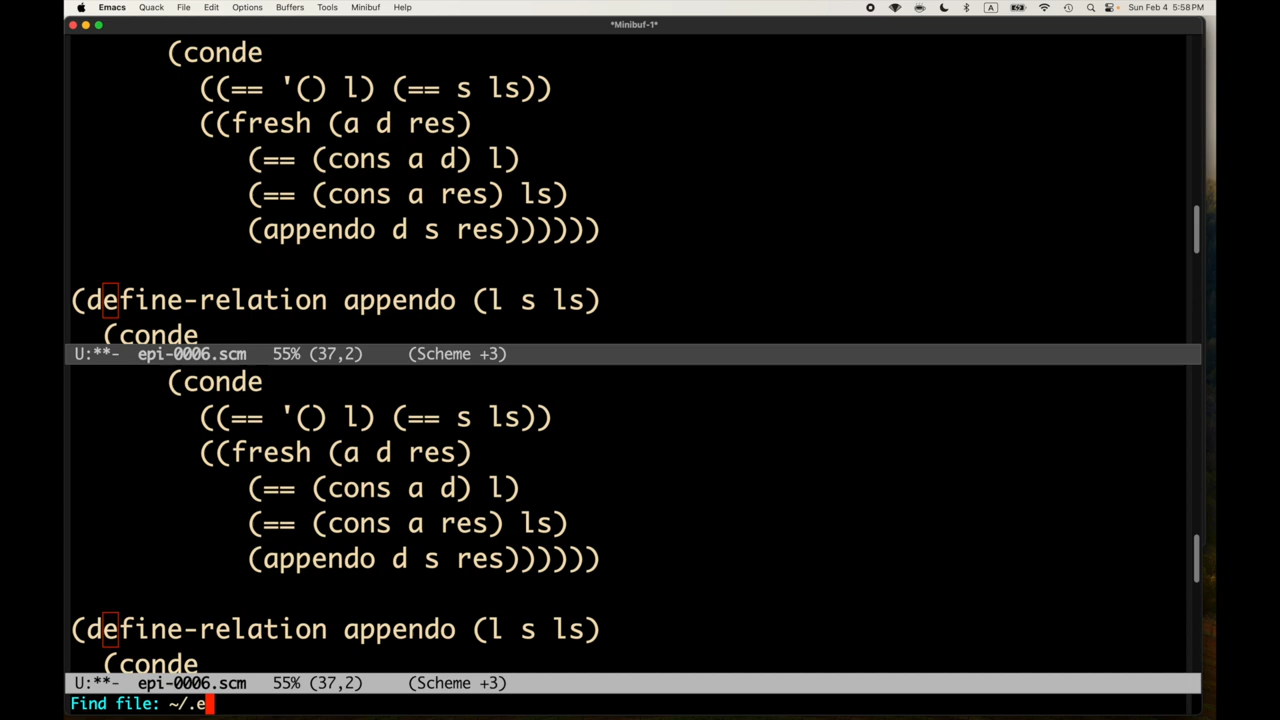 Emacs Quack File Edit Options Buffers Tools Minibuf Help A Sun Feb 4 5:58 PM
*Minibuf-1*
(conde
((== '() l) (== s ls))
((fresh (a d res)
(== (cons a d) l)
(== (cons a res) ls)
(appendo d s res))))))
(define-relation appendo (l s ls)
(conde
U:**- epi-0006.scm 55% (37,2) (Scheme +3)
(conde
((== '() l) (== s ls))
((fresh (a d res)
(== (cons a d) l)
(== (cons a res) ls)
(appendo d s res))))))
(define-relation appendo (l s ls)
(conde
U:**- epi-0006.scm 55% (37,2) (Scheme +3)
Find file: ~/.e